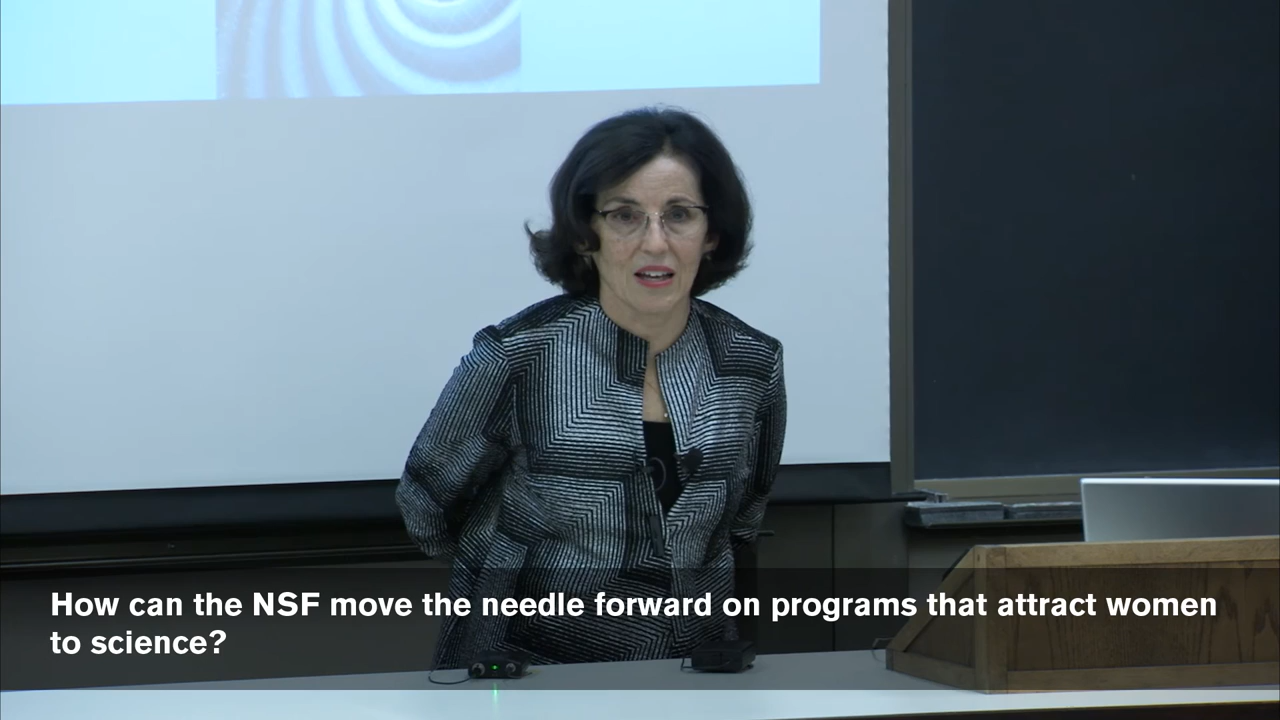 How can the NSF move the needle forward on programs that attract women
to science?